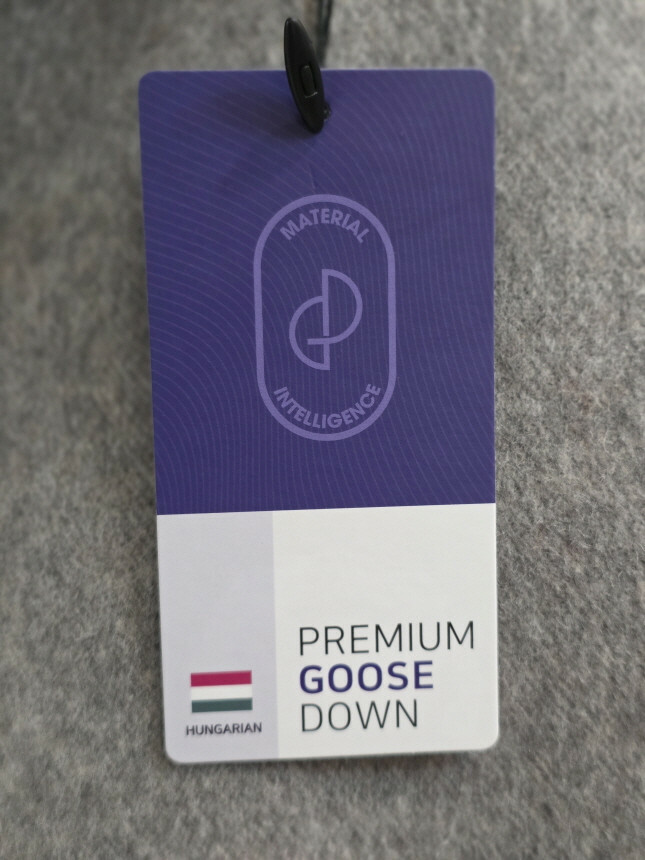 MATERIAL
INTELLIGENCE
PREMIUM
GOOSE
DOWN
HUNGARIAN